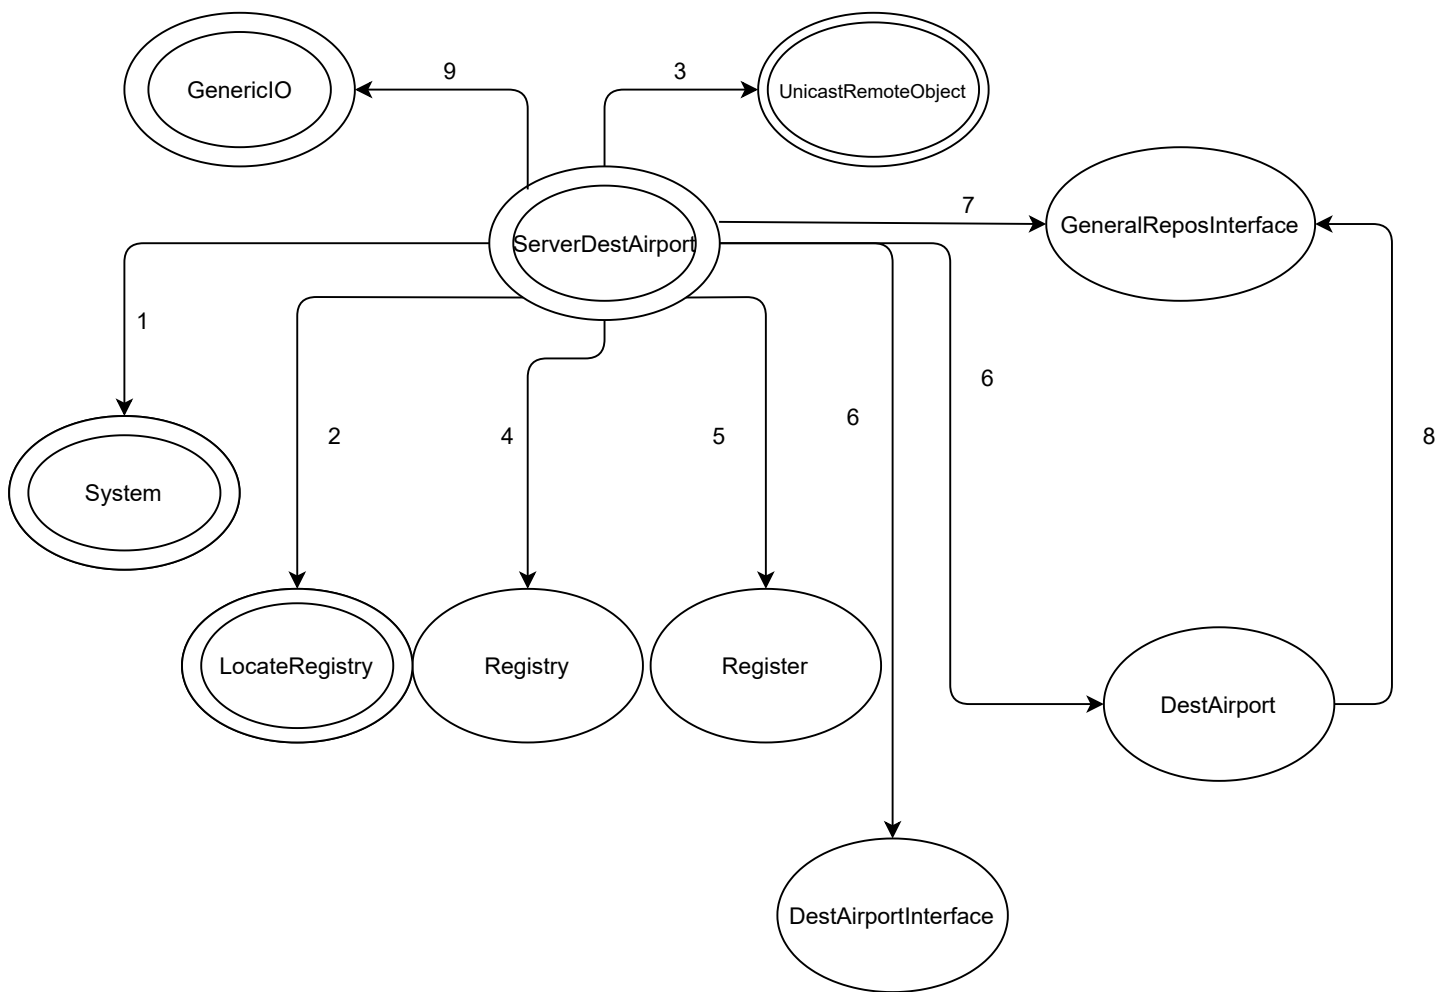 9
3
GenericIO
UnicastRemoteObject
7
GeneralReposInterface
ServerDestAirport
1
6
6
2
4
5
8
System
LocateRegistry
Registry
Register
DestAirport
DestAirportInterface